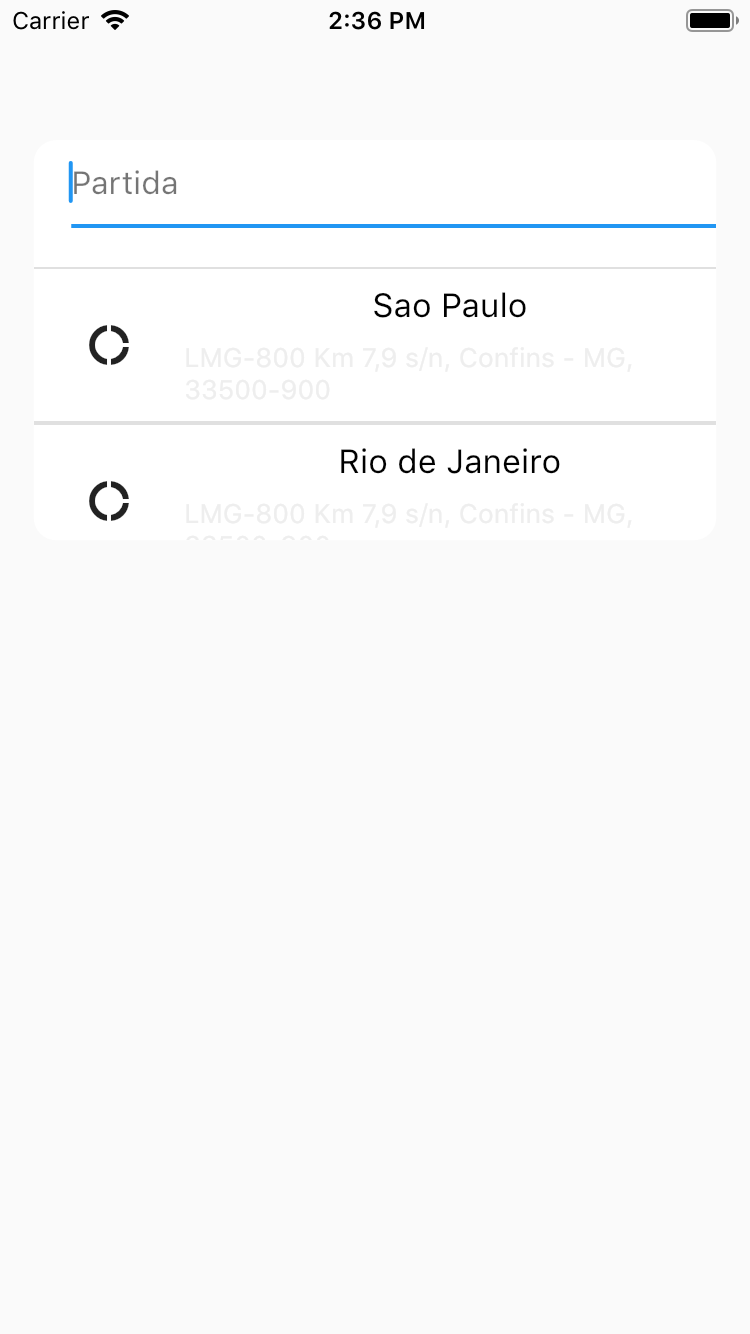 Carrier 2:36 PM
Partida
Sao Paulo
LMG-800 Km 7,9 s/n, Confins - MG,
33500-900
Rio de Janeiro
LMG-800 Km 7,9 s/n, Confins - MG,